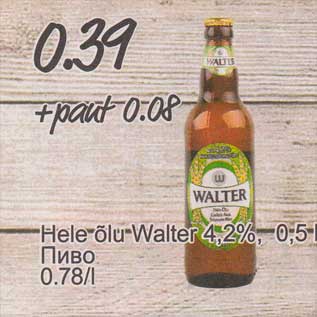 0.39
+pant 0.08
WALTER
WALTER
Hele õlu Walter 4,2%, 0,5 l
Пиво
0.78/l